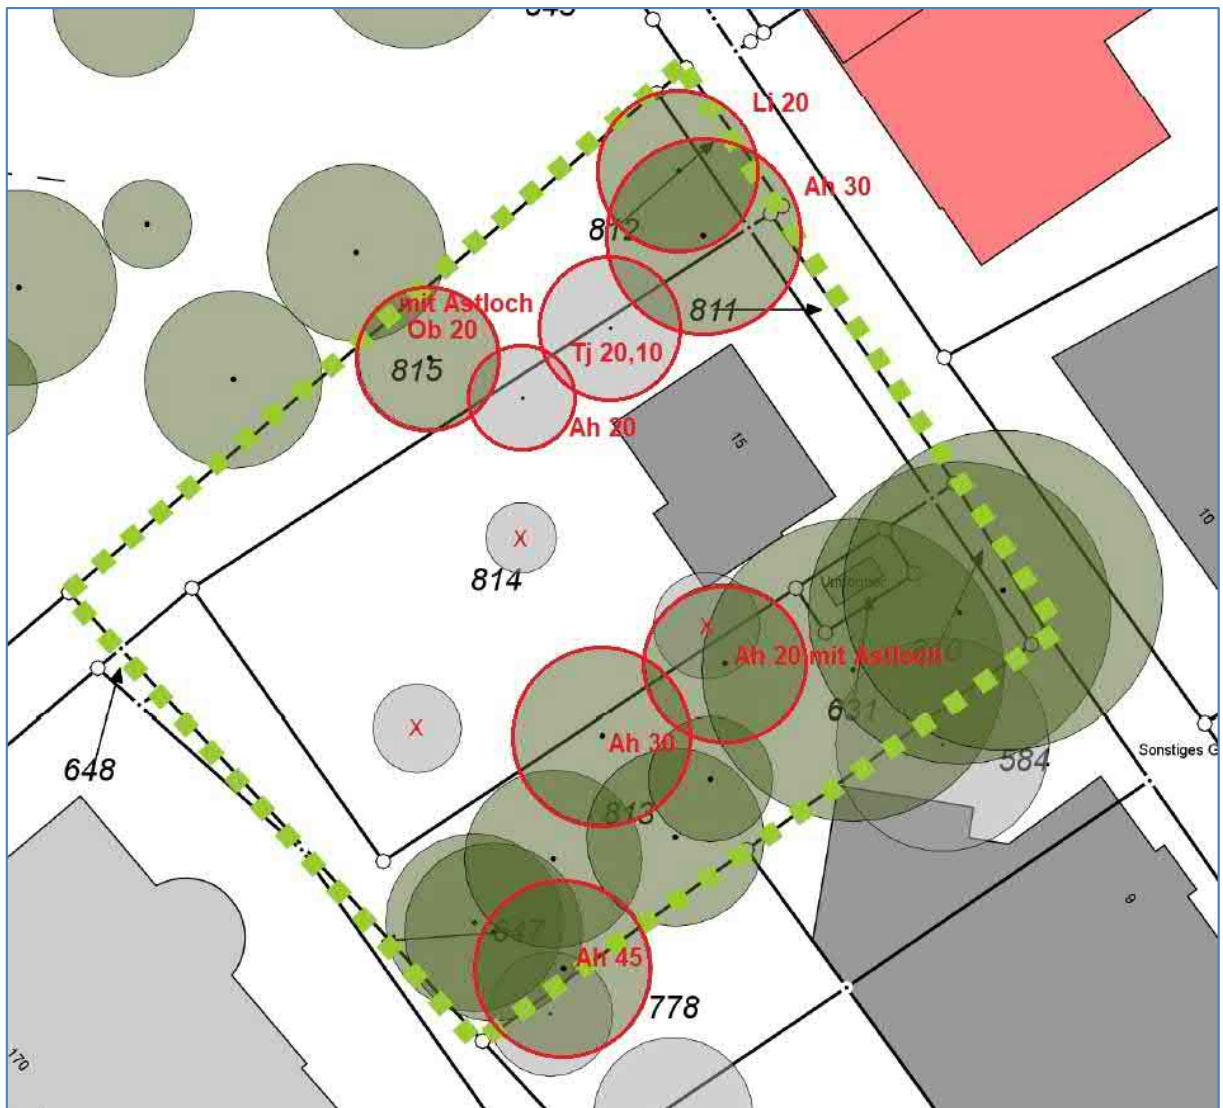 Li 20
Ah 30
812
811
mit Astloch
Ob 20
815
Tj 20,10
Ah 20
15
10
X
814
Umformer
X
Ah 20 mit Astloch
631
Ah 30
X
648
584
Sonstiges G
813
9
647
Ah 45
778
170